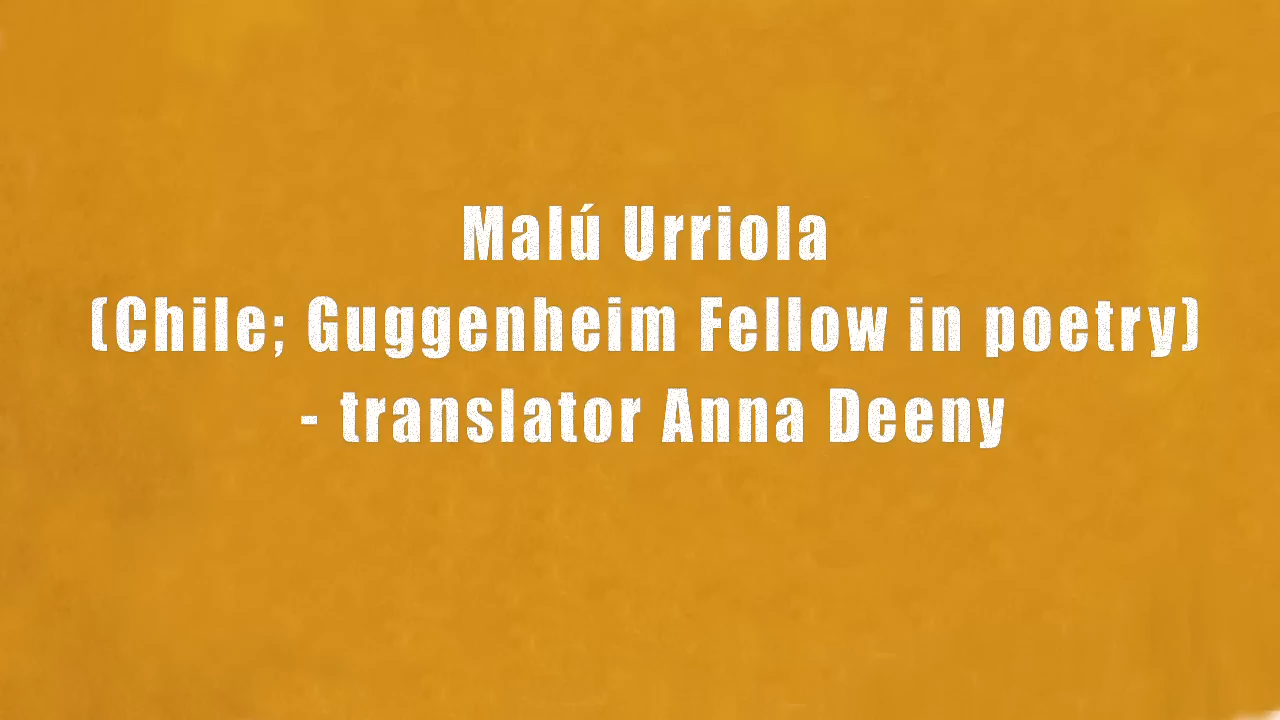 Malú Urriola
(Chile; Guggenheim Fellow in poetry)
- translator Anna Deeny